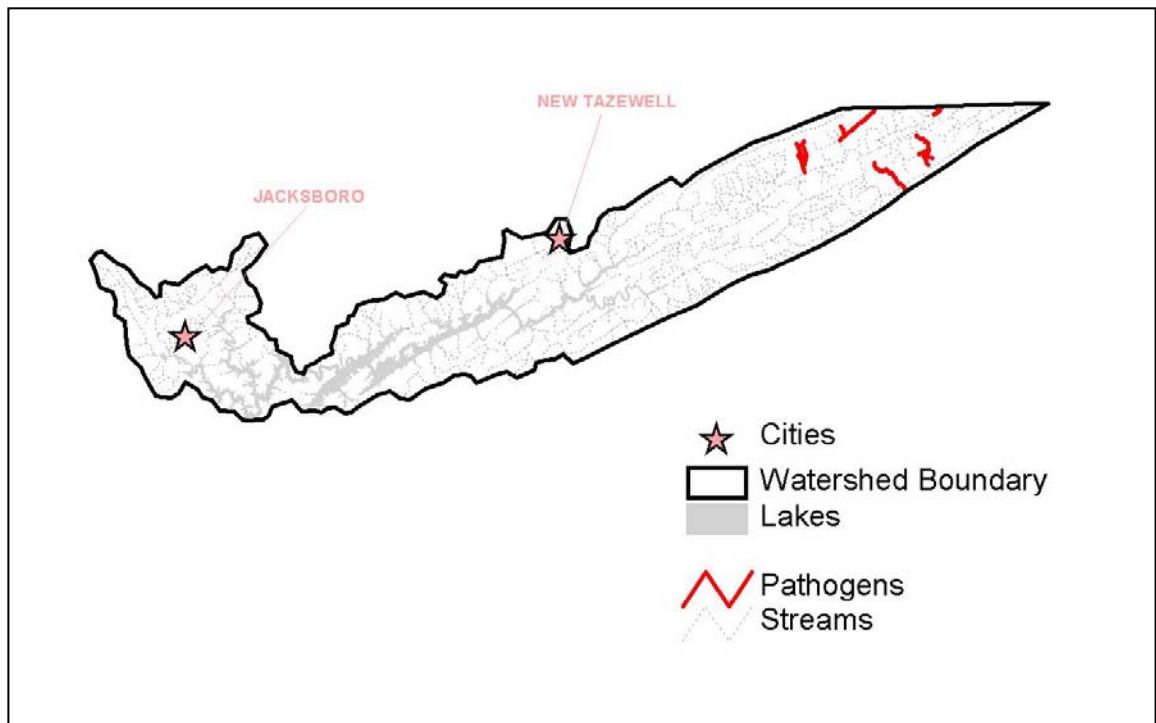 NEW TAZEWELL
JACKSBORO
Cities
Watershed Boundary
Lakes
Pathogens
Streams